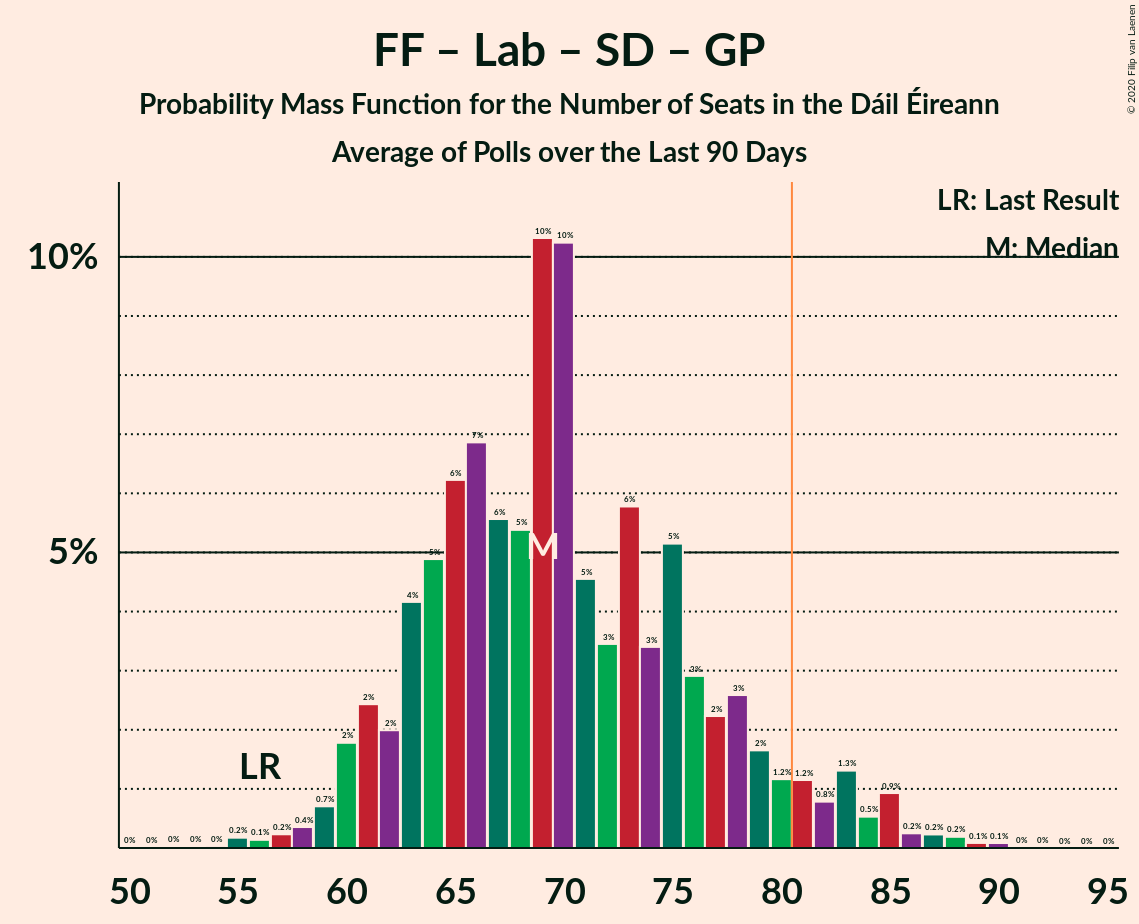 FF – Lab – SD – GP
Probability Mass Function for the Number of Seats in the Dáil Éireann
Average of Polls over the Last 90 Days
© 2020 Filip van Laenen
LR: Last Result
M: Median
10%
5%
0% 0% 0% 0% 0% 0.2% 0.1% 0.2% 0.4% 0.7% 2% 2% 2% 4% 5% 6% 7% 6% 5% 10% 10% 5% 3% 6% 3% 5% 3% 2% 3% 2% 1.2% 1.2% 0.8% 1.3% 0.5% 0.9% 0.2% 0.2% 0.2% 0.1% 0.1% 0% 0% 0% 0% 0%
M
LR
50 55 60 65 70 75 80 85 90 95